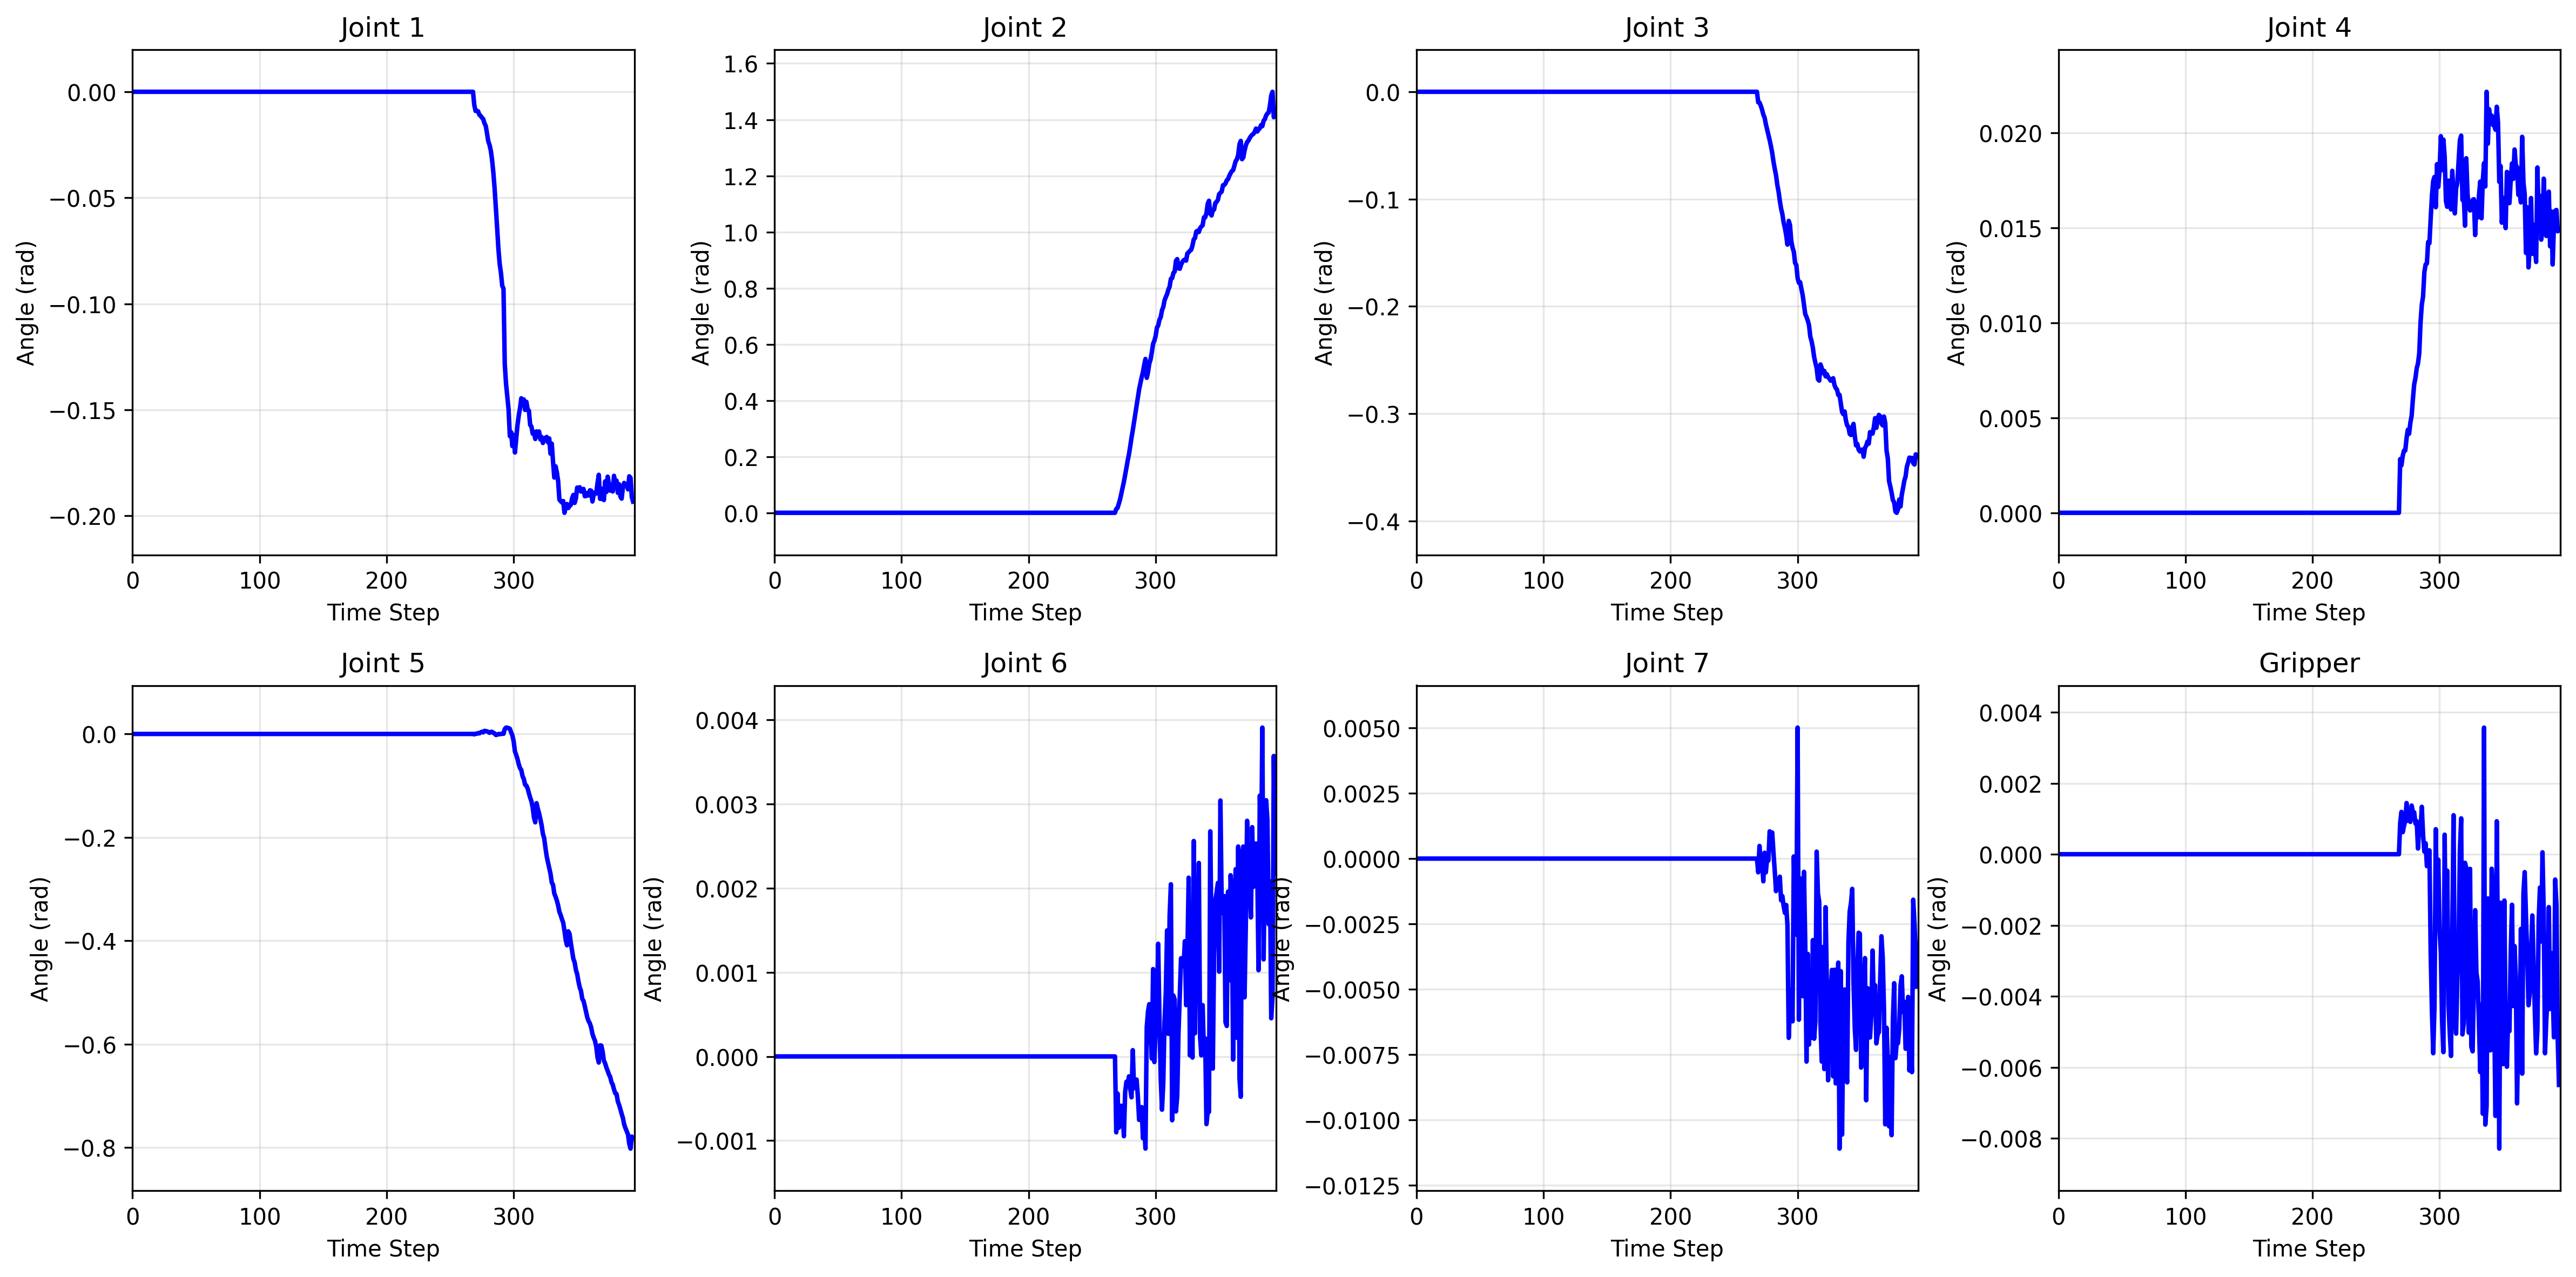 Joint 1
0.00
−0.05
−0.10
−0.15
−0.20
Angle (rad)
0 100 200 300
Time Step
Joint 2
1.6
1.4
1.2
1.0
0.8
0.6
0.4
0.2
0.0
Angle (rad)
0 100 200 300
Time Step
Joint 3
0.0
−0.1
−0.2
−0.3
−0.4
Angle (rad)
0 100 200 300
Time Step
Joint 4
0.020
0.015
0.010
0.005
0.000
Angle (rad)
0 100 200 300
Time Step
Joint 5
0.0
−0.2
−0.4
−0.6
−0.8
Angle (rad)
0 100 200 300
Time Step
Joint 6
0.004
0.003
0.002
0.001
0.000
−0.001
Angle (rad)
0 100 200 300
Time Step
Joint 7
0.0050
0.0025
0.0000
−0.0025
−0.0050
−0.0075
−0.0100
−0.0125
Angle (rad)
0 100 200 300
Time Step
Gripper
0.004
0.002
0.000
−0.002
−0.004
−0.006
−0.008
Angle (rad)
0 100 200 300
Time Step